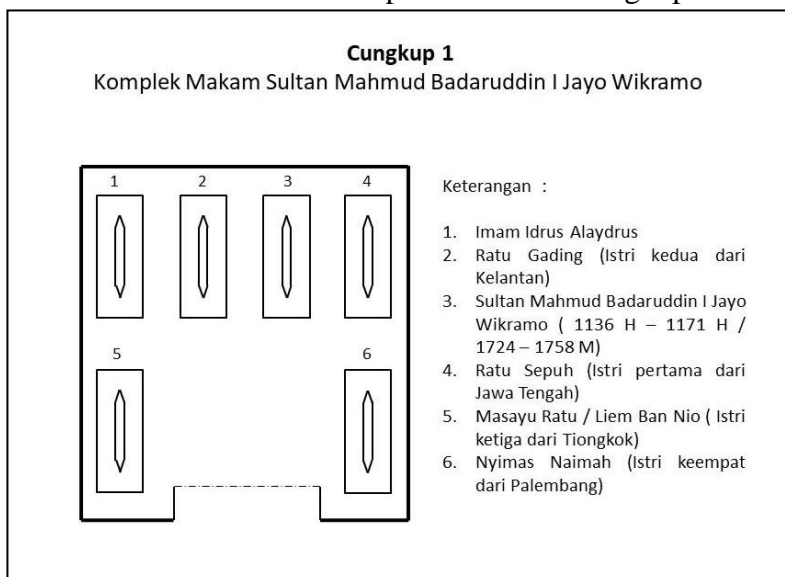 Cungkup 1
Komplek Makam Sultan Mahmud Badaruddin I Jayo Wikramo
1 2 3 4
5 6
Keterangan :
1. Imam Idrus Alaydrus
2. Ratu Gading (Istri kedua dari
Kelantan)
3. Sultan Mahmud Badaruddin I Jayo
Wikramo ( 1136 H – 1171 H /
1724 – 1758 M)
4. Ratu Sepuh (Istri pertama dari
Jawa Tengah)
5. Masayu Ratu / Liem Ban Nio ( Istri
ketiga dari Tiongkok)
6. Nyimas Naimah (Istri keempat
dari Palembang)